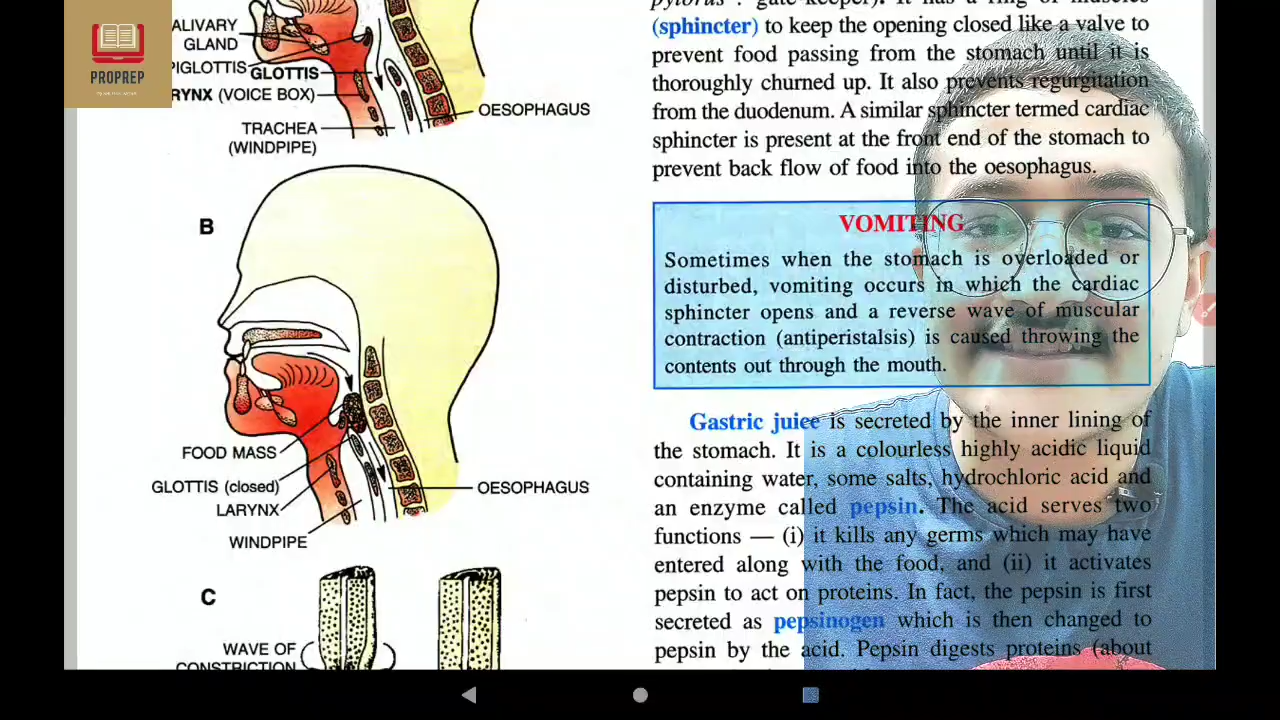 PROPREP
ALIVARY
GLAND
PIGLOTTIS
GLOTTIS
RYNX (VOICE BOX)
OESOPHAGUS
TRACHEA
(WINDPIPE)
B
FOOD MASS
GLOTTIS (closed)
OESOPHAGUS
LARYNX
WINDPIPE
C
WAVE OF
CONSTRICTION
pylorus : gate-keeper). It has a ring of muscles
(sphincter) to keep the opening closed like a valve to
prevent food passing from the stomach until it is
thoroughly churned up. It also prevents regurgitation
from the duodenum. A similar sphincter termed cardiac
sphincter is present at the front end of the stomach to
prevent back flow of food into the oesophagus.
VOMITING
Sometimes when the stomach is overloaded or
disturbed, vomiting occurs in which the cardiac
sphincter opens and a reverse wave of muscular
contraction (antiperistalsis) is caused throwing the
contents out through the mouth.
Gastric juice is secreted by the inner lining of
the stomach. It is a colourless highly acidic liquid
containing water, some salts, hydrochloric acid and
an enzyme called pepsin. The acid serves two
functions — (i) it kills any germs which may have
entered along with the food, and (ii) it activates
pepsin to act on proteins. In fact, the pepsin is first
secreted as pepsinogen which is then changed to
pepsin by the acid. Pepsin digests proteins (about